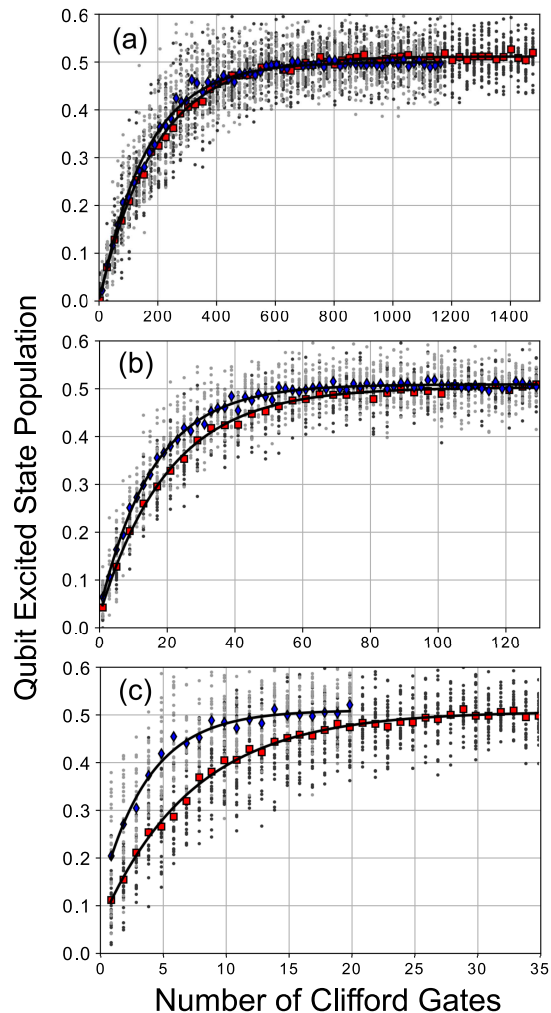 (a)
0.6
0.5
0.4
0.3
0.2
0.1
0.0
0 200 400 600 800 1000 1200 1400
(b)
0.6
0.5
0.4
0.3
0.2
0.1
0.0
0 20 40 60 80 100 120
(c)
0.6
0.5
0.4
0.3
0.2
0.1
0.0
0 5 10 15 20 25 30 35
Qubit Excited State Population
Number of Clifford Gates